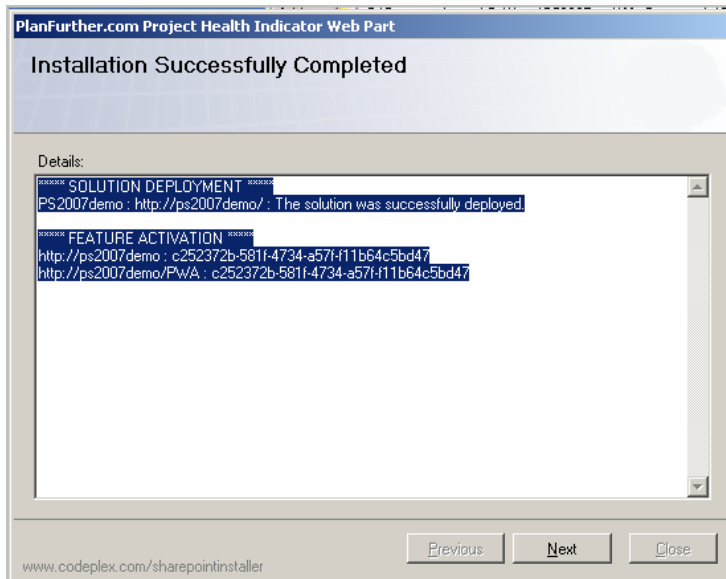 PlanFurther.com Project Health Indicator Web Part
Installation Successfully Completed
Details:
***** SOLUTION DEPLOYMENT *****
PS2007demo : http://ps2007demo/ : The solution was successfully deployed.
***** FEATURE ACTIVATION *****
http://ps2007demo : c252372b-581f-4734-a57f-f11b64c5bd47
http://ps2007demo/PWA : c252372b-581f-4734-a57f-f11b64c5bd47
Previous
Next
Close
www.codeplex.com/sharepointinstaller